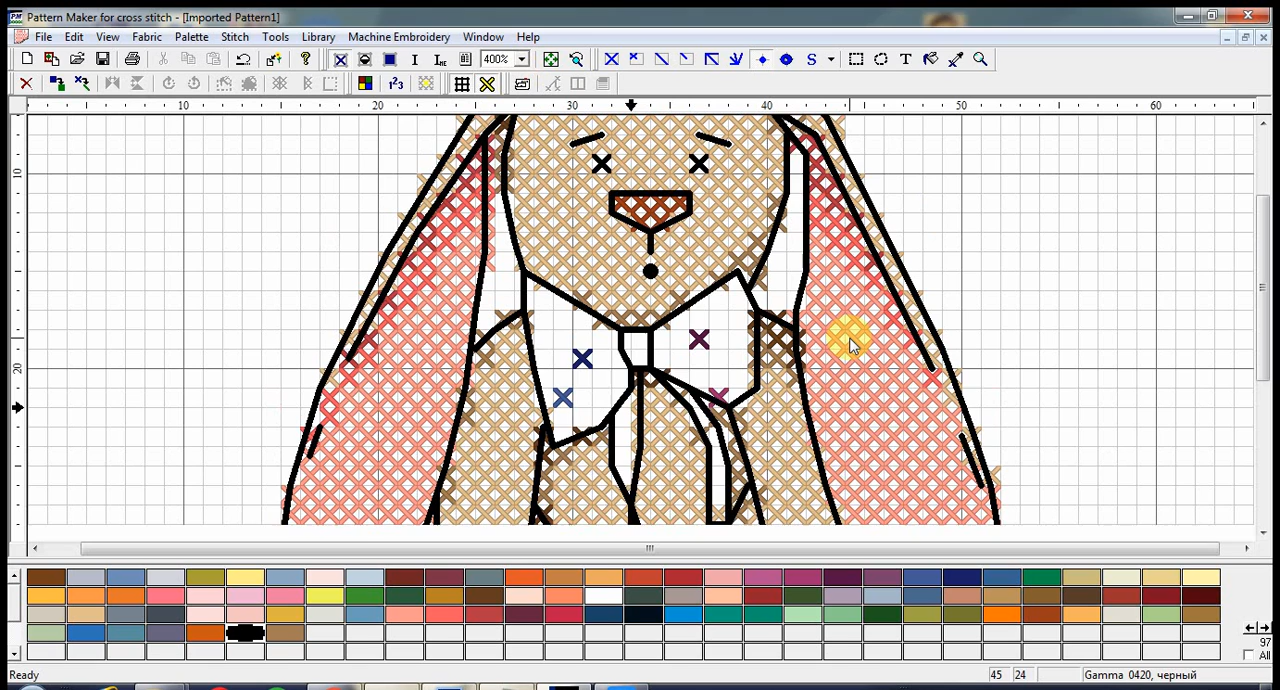 Pattern Maker for cross stitch - [Imported Pattern1]
File Edit View Fabric Palette Stitch Tools Library Machine Embroidery Window Help
400%
10 20 30 40 50 60
10
20
97
All
Ready 45 24 Gamma 0420, черный